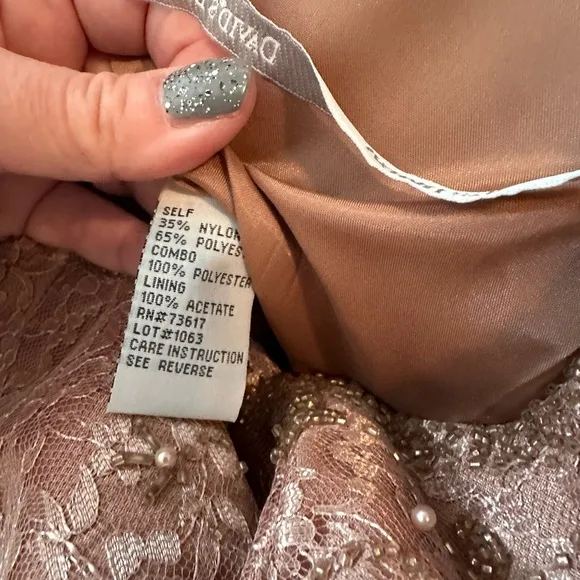 DAVID'S
SELF
35% NYLON
65% POLYES
COMBO
100% POLYESTER
LINING
100% ACETATE
RN#73617
LOT#1063
CARE INSTRUCTION
SEE REVERSE